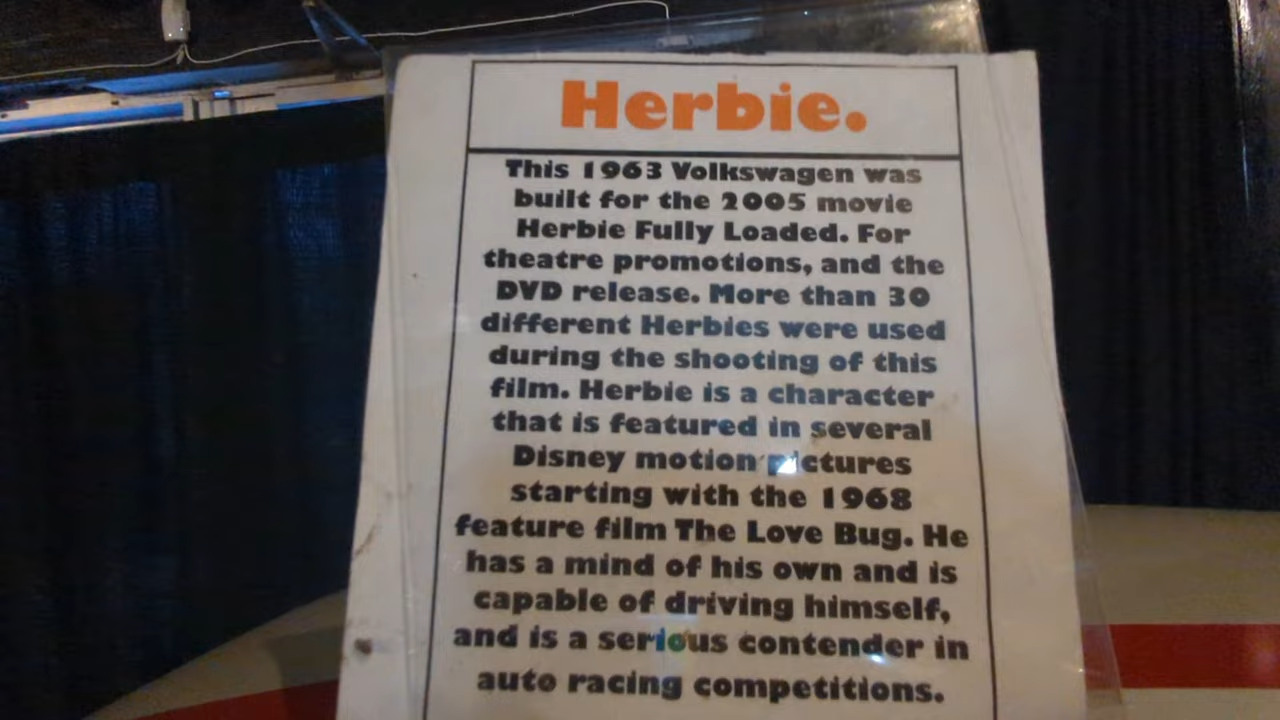 Herbie.
This 1963 Volkswagen was
built for the 2005 movie
Herbie Fully Loaded. For
theatre promotions, and the
DVD release. More than 30
different Herbies were used
during the shooting of this
film. Herbie is a character
that is featured in several
Disney motion pictures
starting with the 1968
feature film The Love Bug. He
has a mind of his own and is
capable of driving himself,
and is a serious contender in
auto racing competitions.